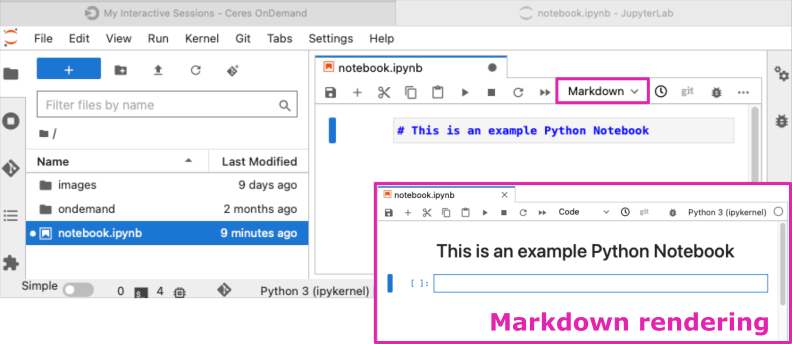 My Interactive Sessions - Ceres OnDemand
notebook.ipynb - JupyterLab
File Edit View Run Kernel Git Tabs Settings Help
+
notebook.ipynb
Filter files by name
Markdown
git
/
# This is an example Python Notebook
Name Last Modified
images 9 days ago
ondemand 2 months ago
notebook.ipynb 9 minutes ago
notebook.ipynb
Code git Python 3 (ipykernel)
This is an example Python Notebook
[ ]:
Simple 0 $_ 4 Python 3 (ipykernel)
Markdown rendering